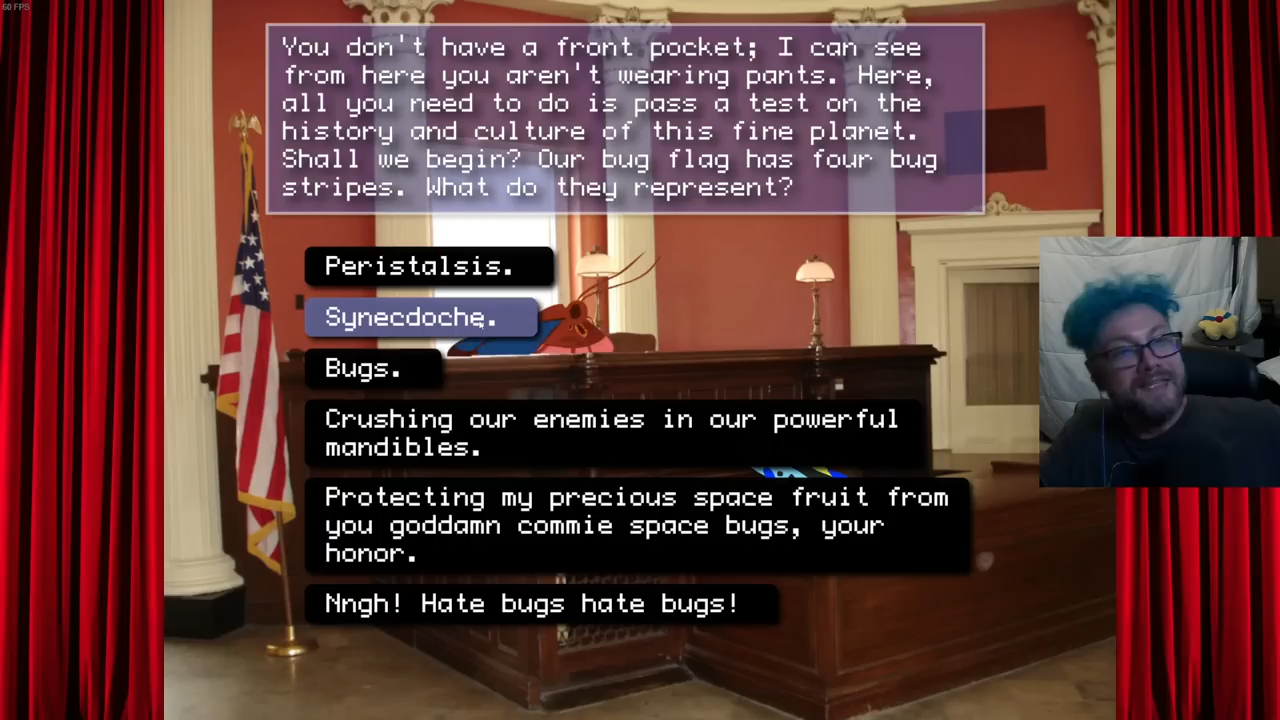 60 FPS
You don't have a front pocket; I can see
from here you aren't wearing pants. Here,
all you need to do is pass a test on the
history and culture of this fine planet.
Shall we begin? Our bug flag has four bug
stripes. What do they represent?
Peristalsis.
Synecdoche.
Bugs.
Crushing our enemies in our powerful
mandibles.
Protecting my precious space fruit from
you goddamn commie space bugs, your
honor.
Nngh! Hate bugs hate bugs!